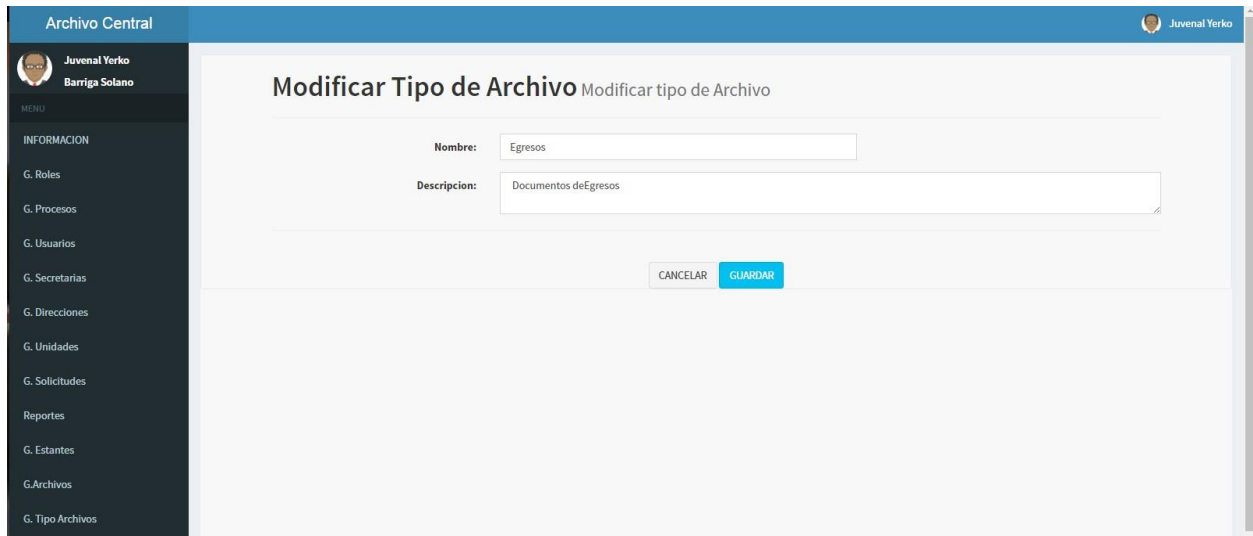 Archivo Central
Juvenal Yerko
Juvenal Yerko
Barriga Solano
MENU
INFORMACION
G. Roles
G. Procesos
G. Usuarios
G. Secretarias
G. Direcciones
G. Unidades
G. Solicitudes
Reportes
G. Estantes
G.Archivos
G. Tipo Archivos
Modificar Tipo de Archivo Modificar tipo de Archivo
Nombre: Egresos
Descripcion: Documentos deEgresos
CANCELAR GUARDAR